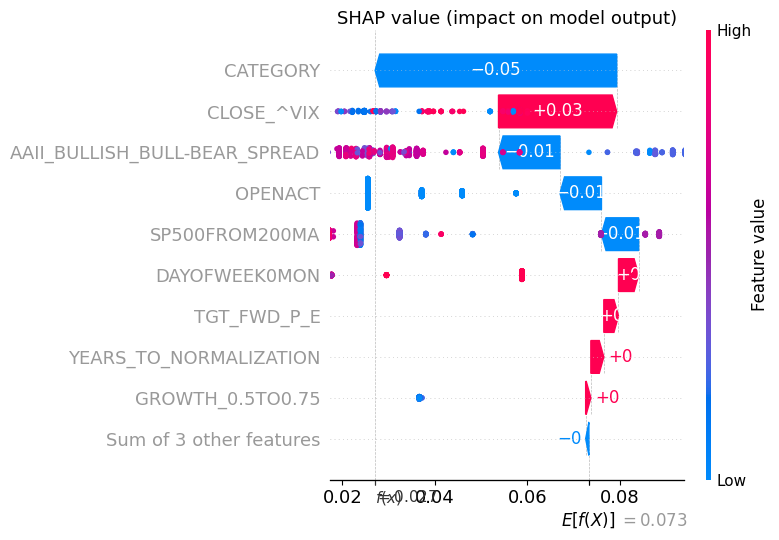 SHAP value (impact on model output)
High
CATEGORY
−0.05
CLOSE_^VIX
+0.03
AAII_BULLISH_BULL-BEAR_SPREAD
−0.01
OPENACT
−0.01
SP500FROM200MA
−0.01
DAYOFWEEK0MON
+0
TGT_FWD_P_E
+0
YEARS_TO_NORMALIZATION
+0
GROWTH_0.5TO0.75
+0
Sum of 3 other features
−0
Feature value
Low
0.02 0.04 0.06 0.08
f(x) = 0.027
E[f(X)] = 0.073